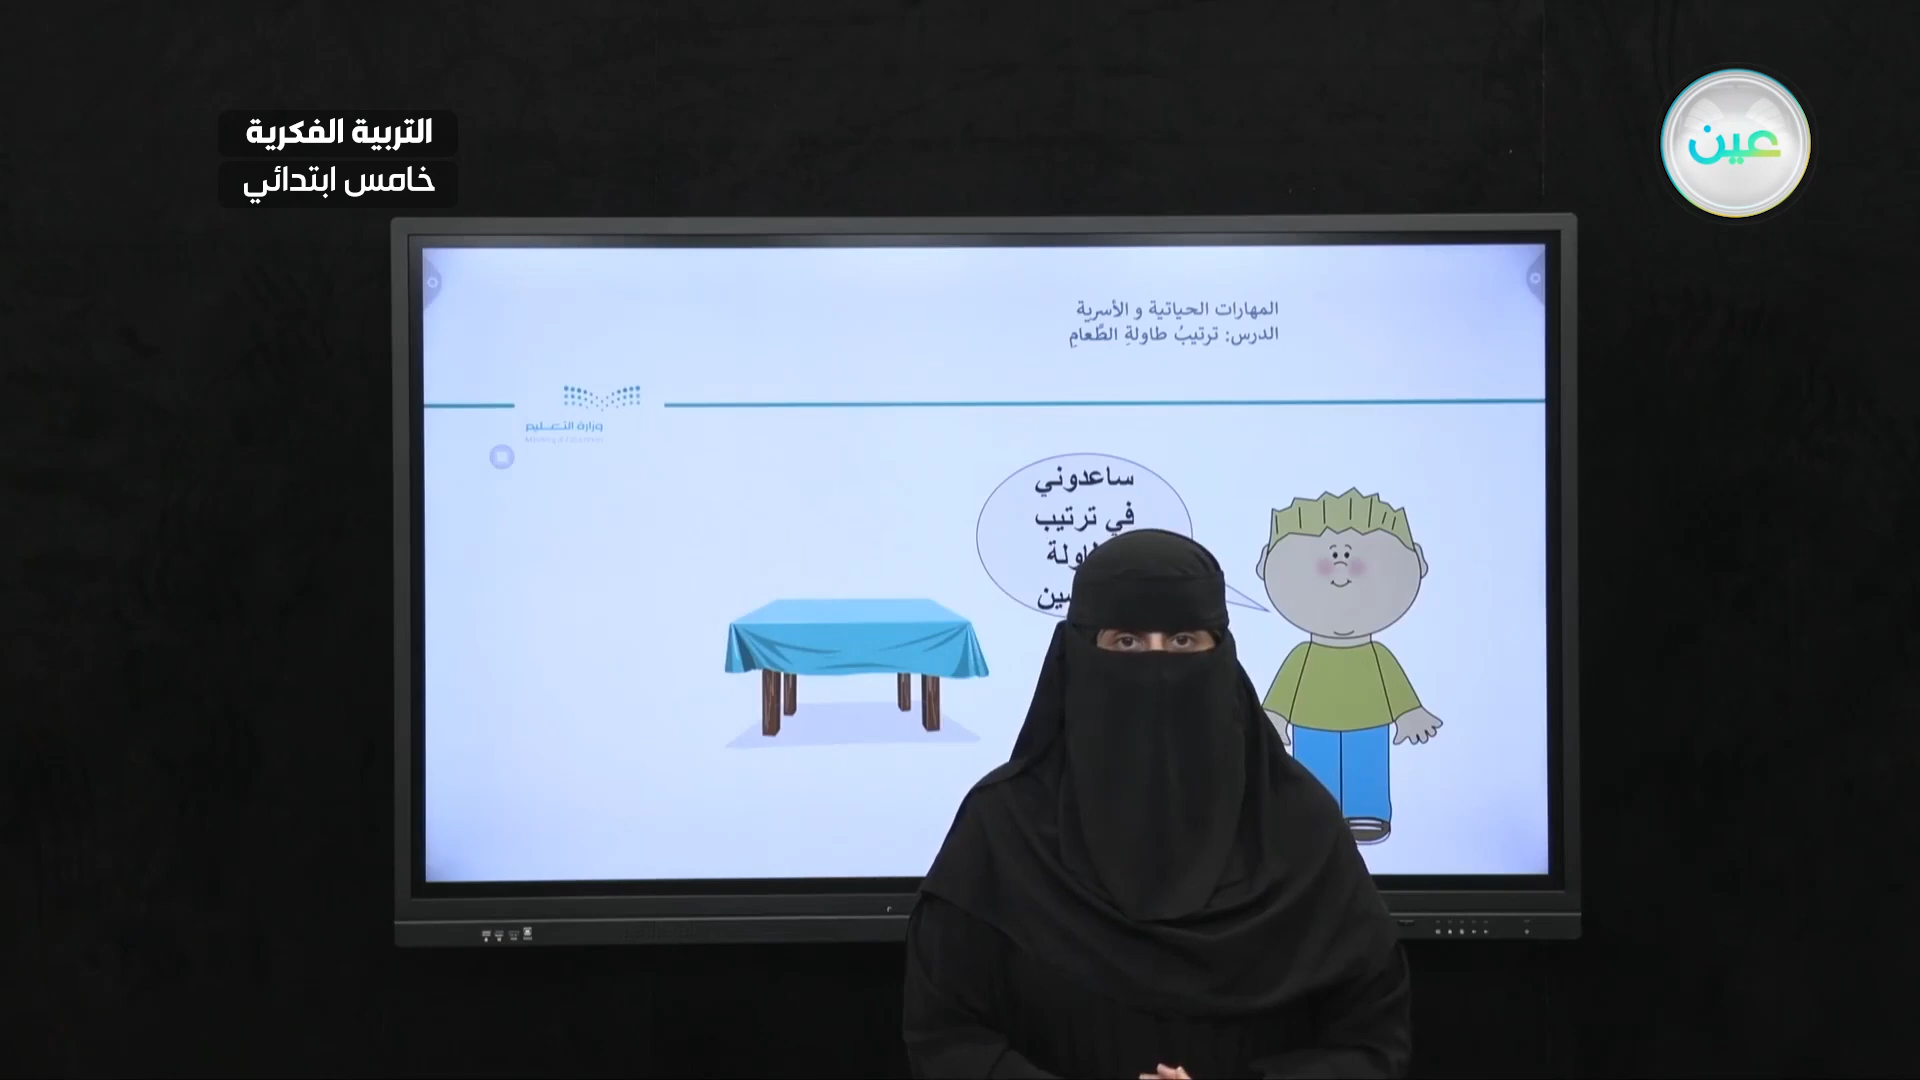 التربية الفكرية
خامس ابتدائي
عين
المهارات الحياتية و الأسرية
الدرس: ترتيبُ طاولةِ الطَّعامِ
وزارة التعليم
ساعدوني
في ترتيب